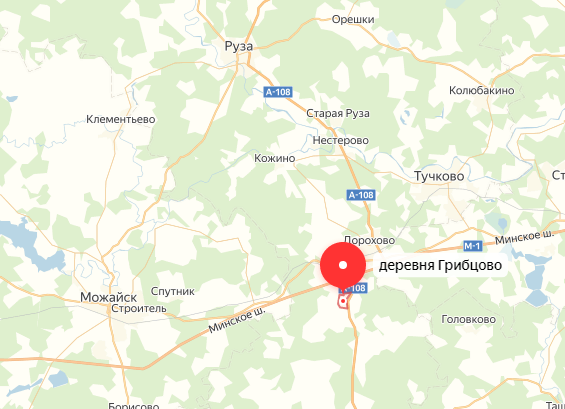 Орешки
Руза
А-108
Колюбакино
Старая Руза
Клементьево
Нестерово
Кожино
Тучково
Ст
А-108
Дорохово
Минское ш.
М-1
деревня Грибцово
Можайск
Спутник
-108
Строитель
Минское ш.
Головково
Борисово
Таш